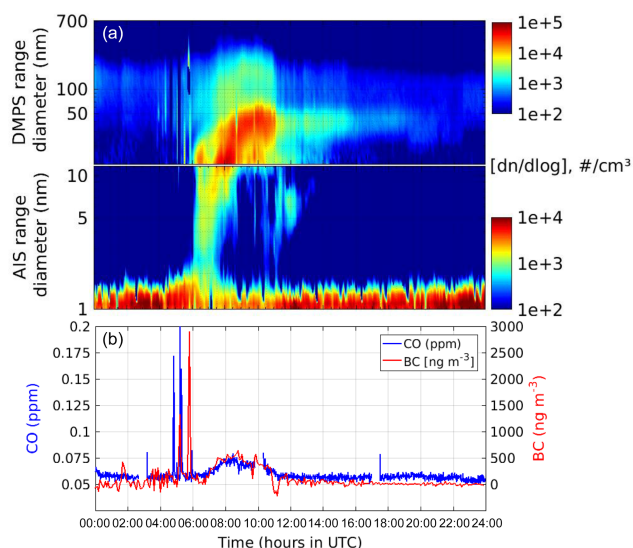 700
(a)
1e+5
DMPS range
diameter (nm)
100
1e+4
50
1e+3
1e+2
[dn/dlog], #/cm³
10
1e+4
AIS range
diameter (nm)
5
1e+3
1
1e+2
0.2
(b)
3000
CO (ppm)
BC [ng m⁻³]
0.175
2500
2000
0.15
1500
CO
(ppm)
0.125
BC (ng m⁻³)
0.1
1000
0.075
500
0.05
0
00:00 02:00 04:00 06:00 08:00 10:00 12:00 14:00 16:00 18:00 20:00 22:00 24:00
Time (hours in UTC)